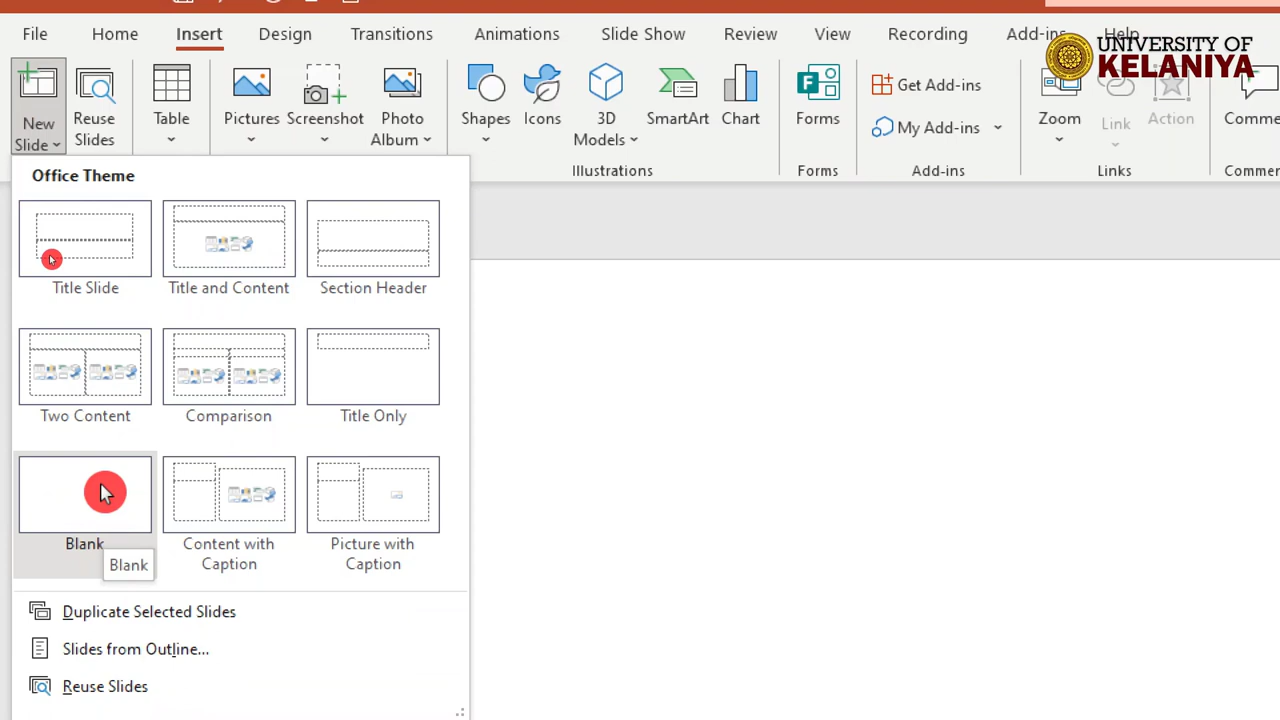 File Home Insert Design Transitions Animations Slide Show Review View Recording Add-ins Help
UNIVERSITY OF
KELANIYA
New
Slide
Reuse
Slides
Table
Pictures
Screenshot
Photo
Album
Shapes
Icons
3D
Models
SmartArt
Chart
Forms
Get Add-ins
My Add-ins
Zoom
Link
Action
Comme
Illustrations
Forms
Add-ins
Links
Commer
Office Theme
Title Slide
Title and Content
Section Header
Two Content
Comparison
Title Only
Blank
Content with
Caption
Picture with
Caption
Blank
Duplicate Selected Slides
Slides from Outline...
Reuse Slides